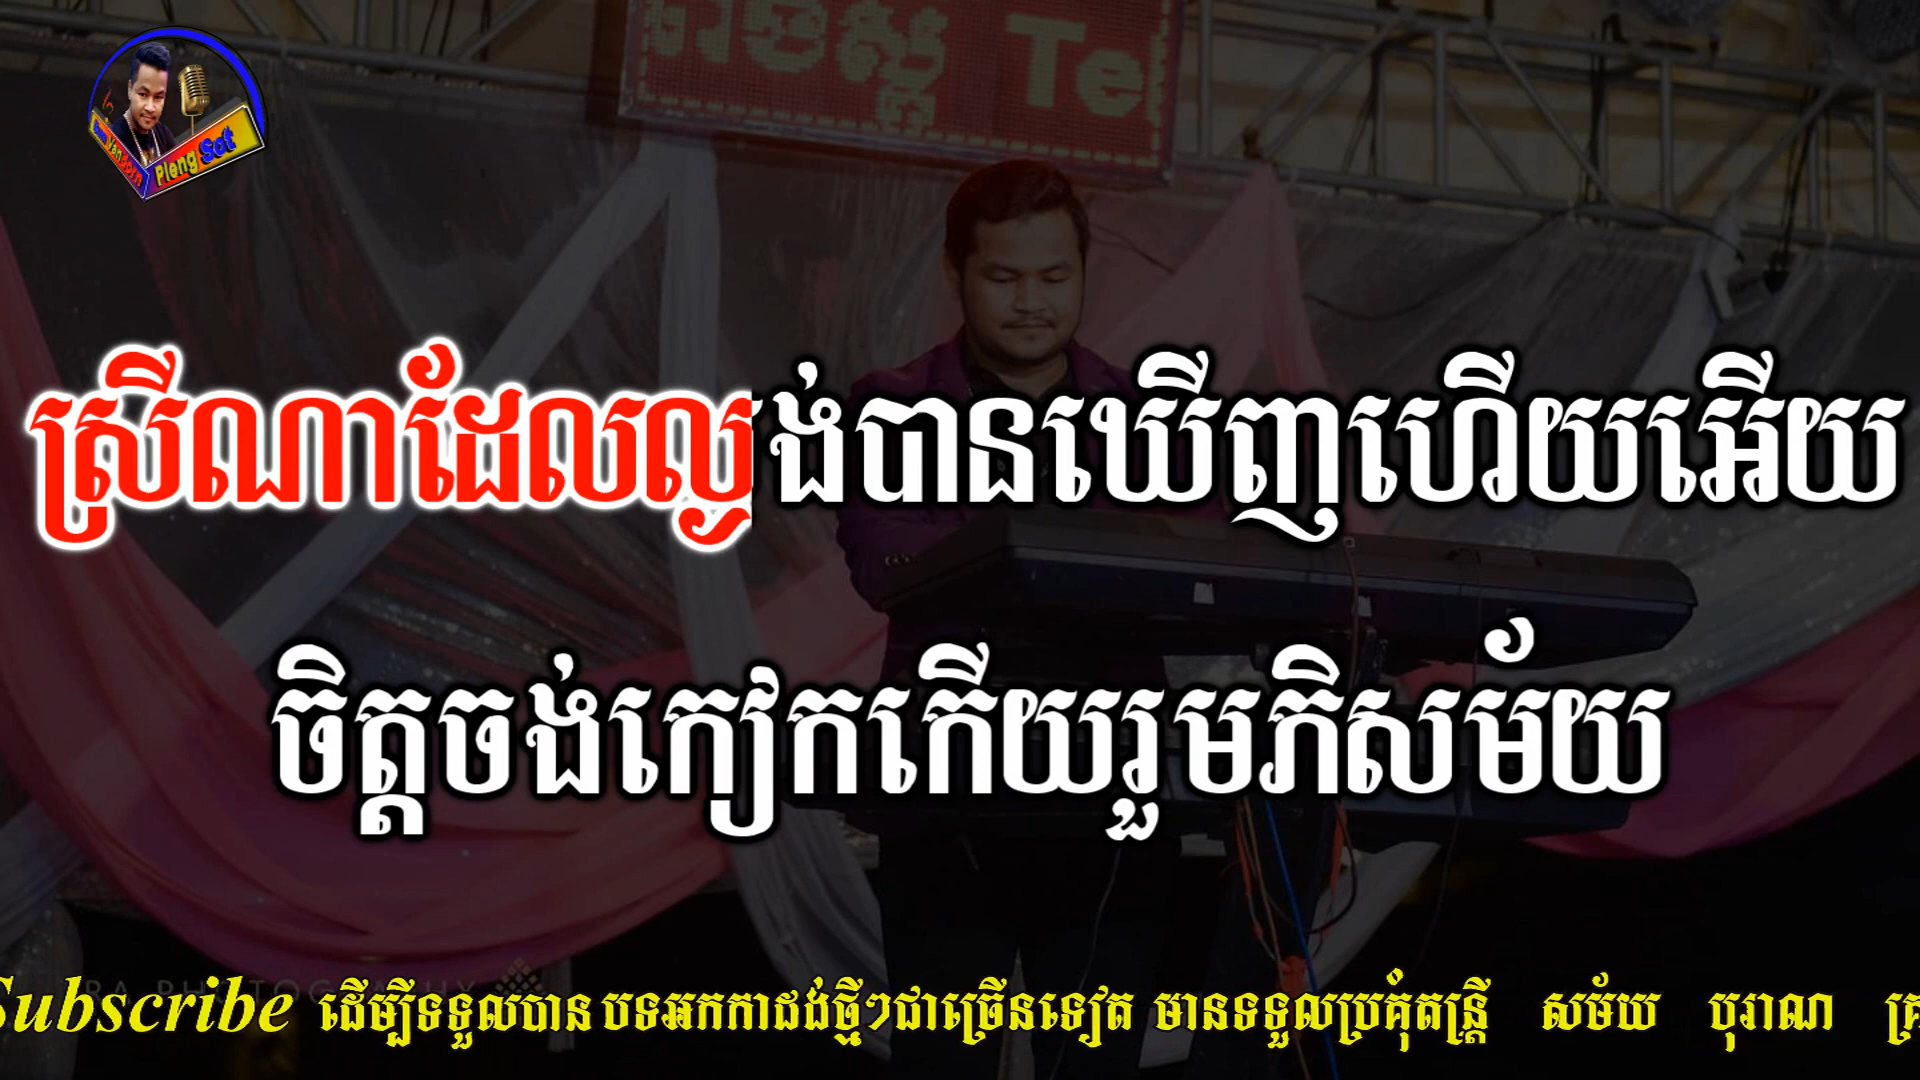 Pleng Sot
ស្រីណាដែលល្ងង់បានឃើញហើយអើយ
ចិត្តចង់កៀកកើយរួមភិសម័យ
Subscribe ដើម្បីទទួលបាន បទអកកាដង់ថ្មីៗជាច្រើនទៀត មានទទួលប្រគុំតន្ត្រី សម័យ បុរាណ